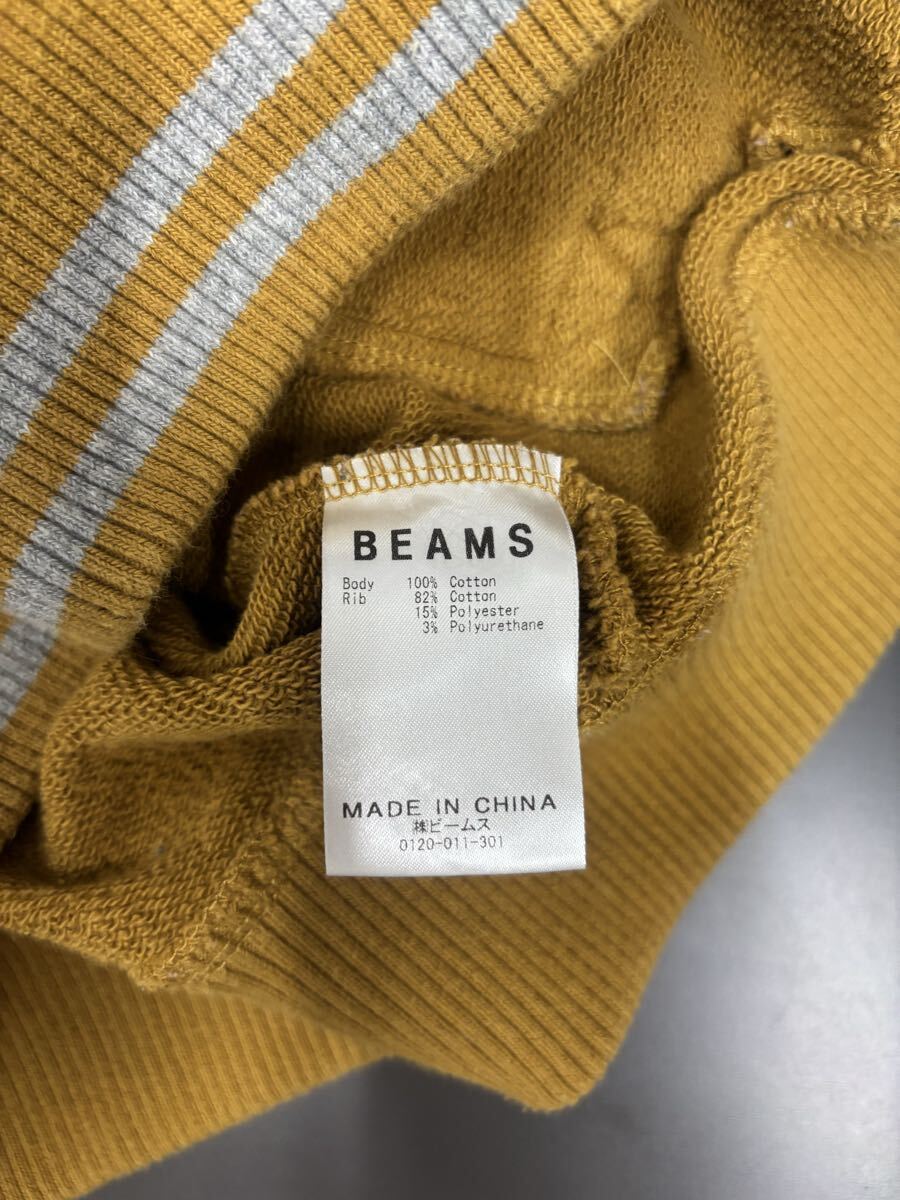 BEAMS
Body 100% Cotton
Rib 82% Cotton
15% Polyester
3% Polyurethane
MADE IN CHINA
㈱ビームス
0120-011-301